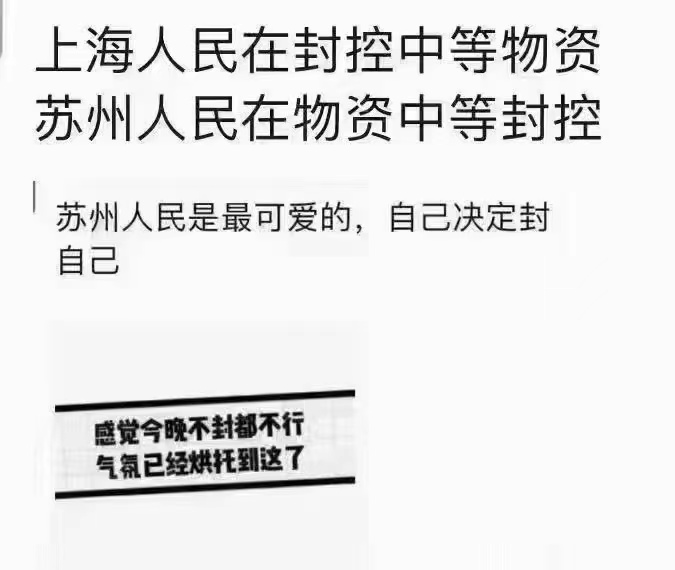 上海人民在封控中等物资
苏州人民在物资中等封控
苏州人民是最可爱的，自己决定封
自己
感觉今晚不封都不行
气氛已经烘托到这了